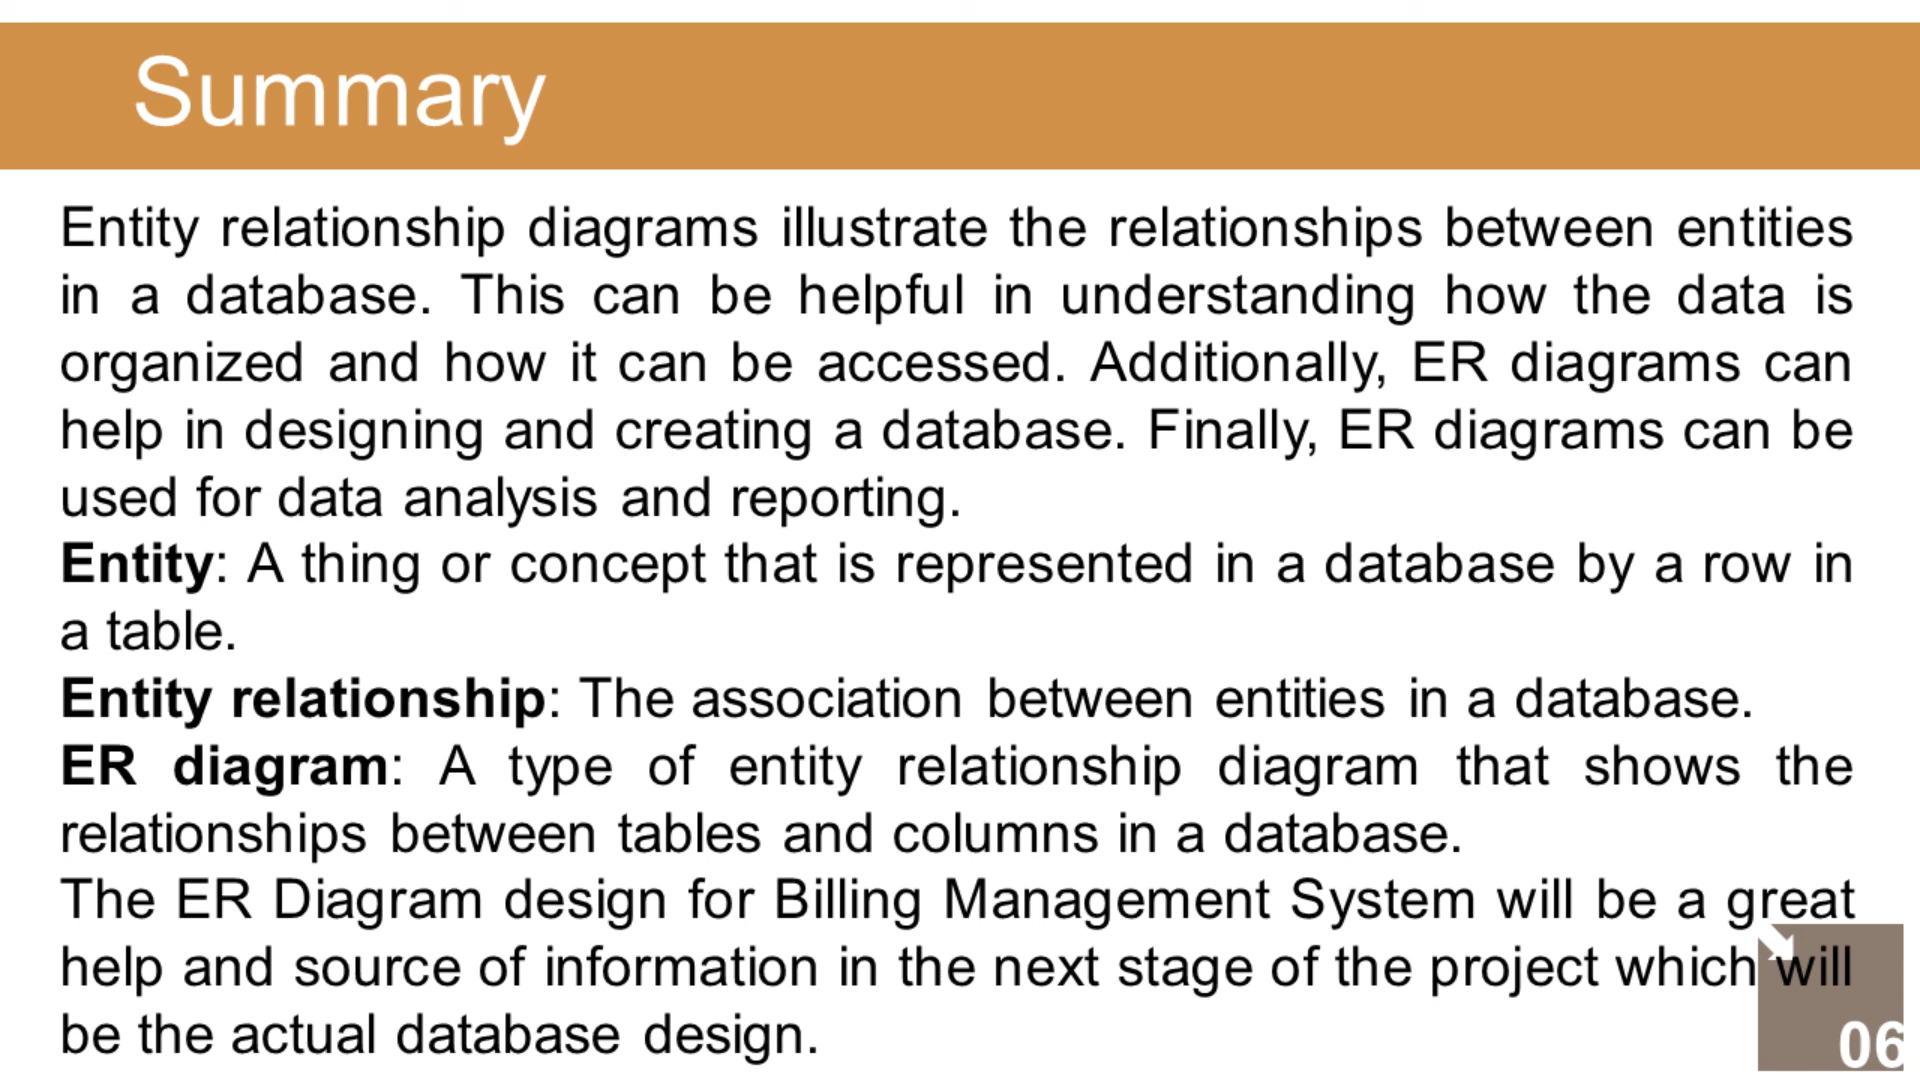 Summary
Entity relationship diagrams illustrate the relationships between entities
in a database. This can be helpful in understanding how the data is
organized and how it can be accessed. Additionally, ER diagrams can
help in designing and creating a database. Finally, ER diagrams can be
used for data analysis and reporting.
Entity: A thing or concept that is represented in a database by a row in
a table.
Entity relationship: The association between entities in a database.
ER diagram: A type of entity relationship diagram that shows the
relationships between tables and columns in a database.
The ER Diagram design for Billing Management System will be a great
help and source of information in the next stage of the project which will
be the actual database design.
06